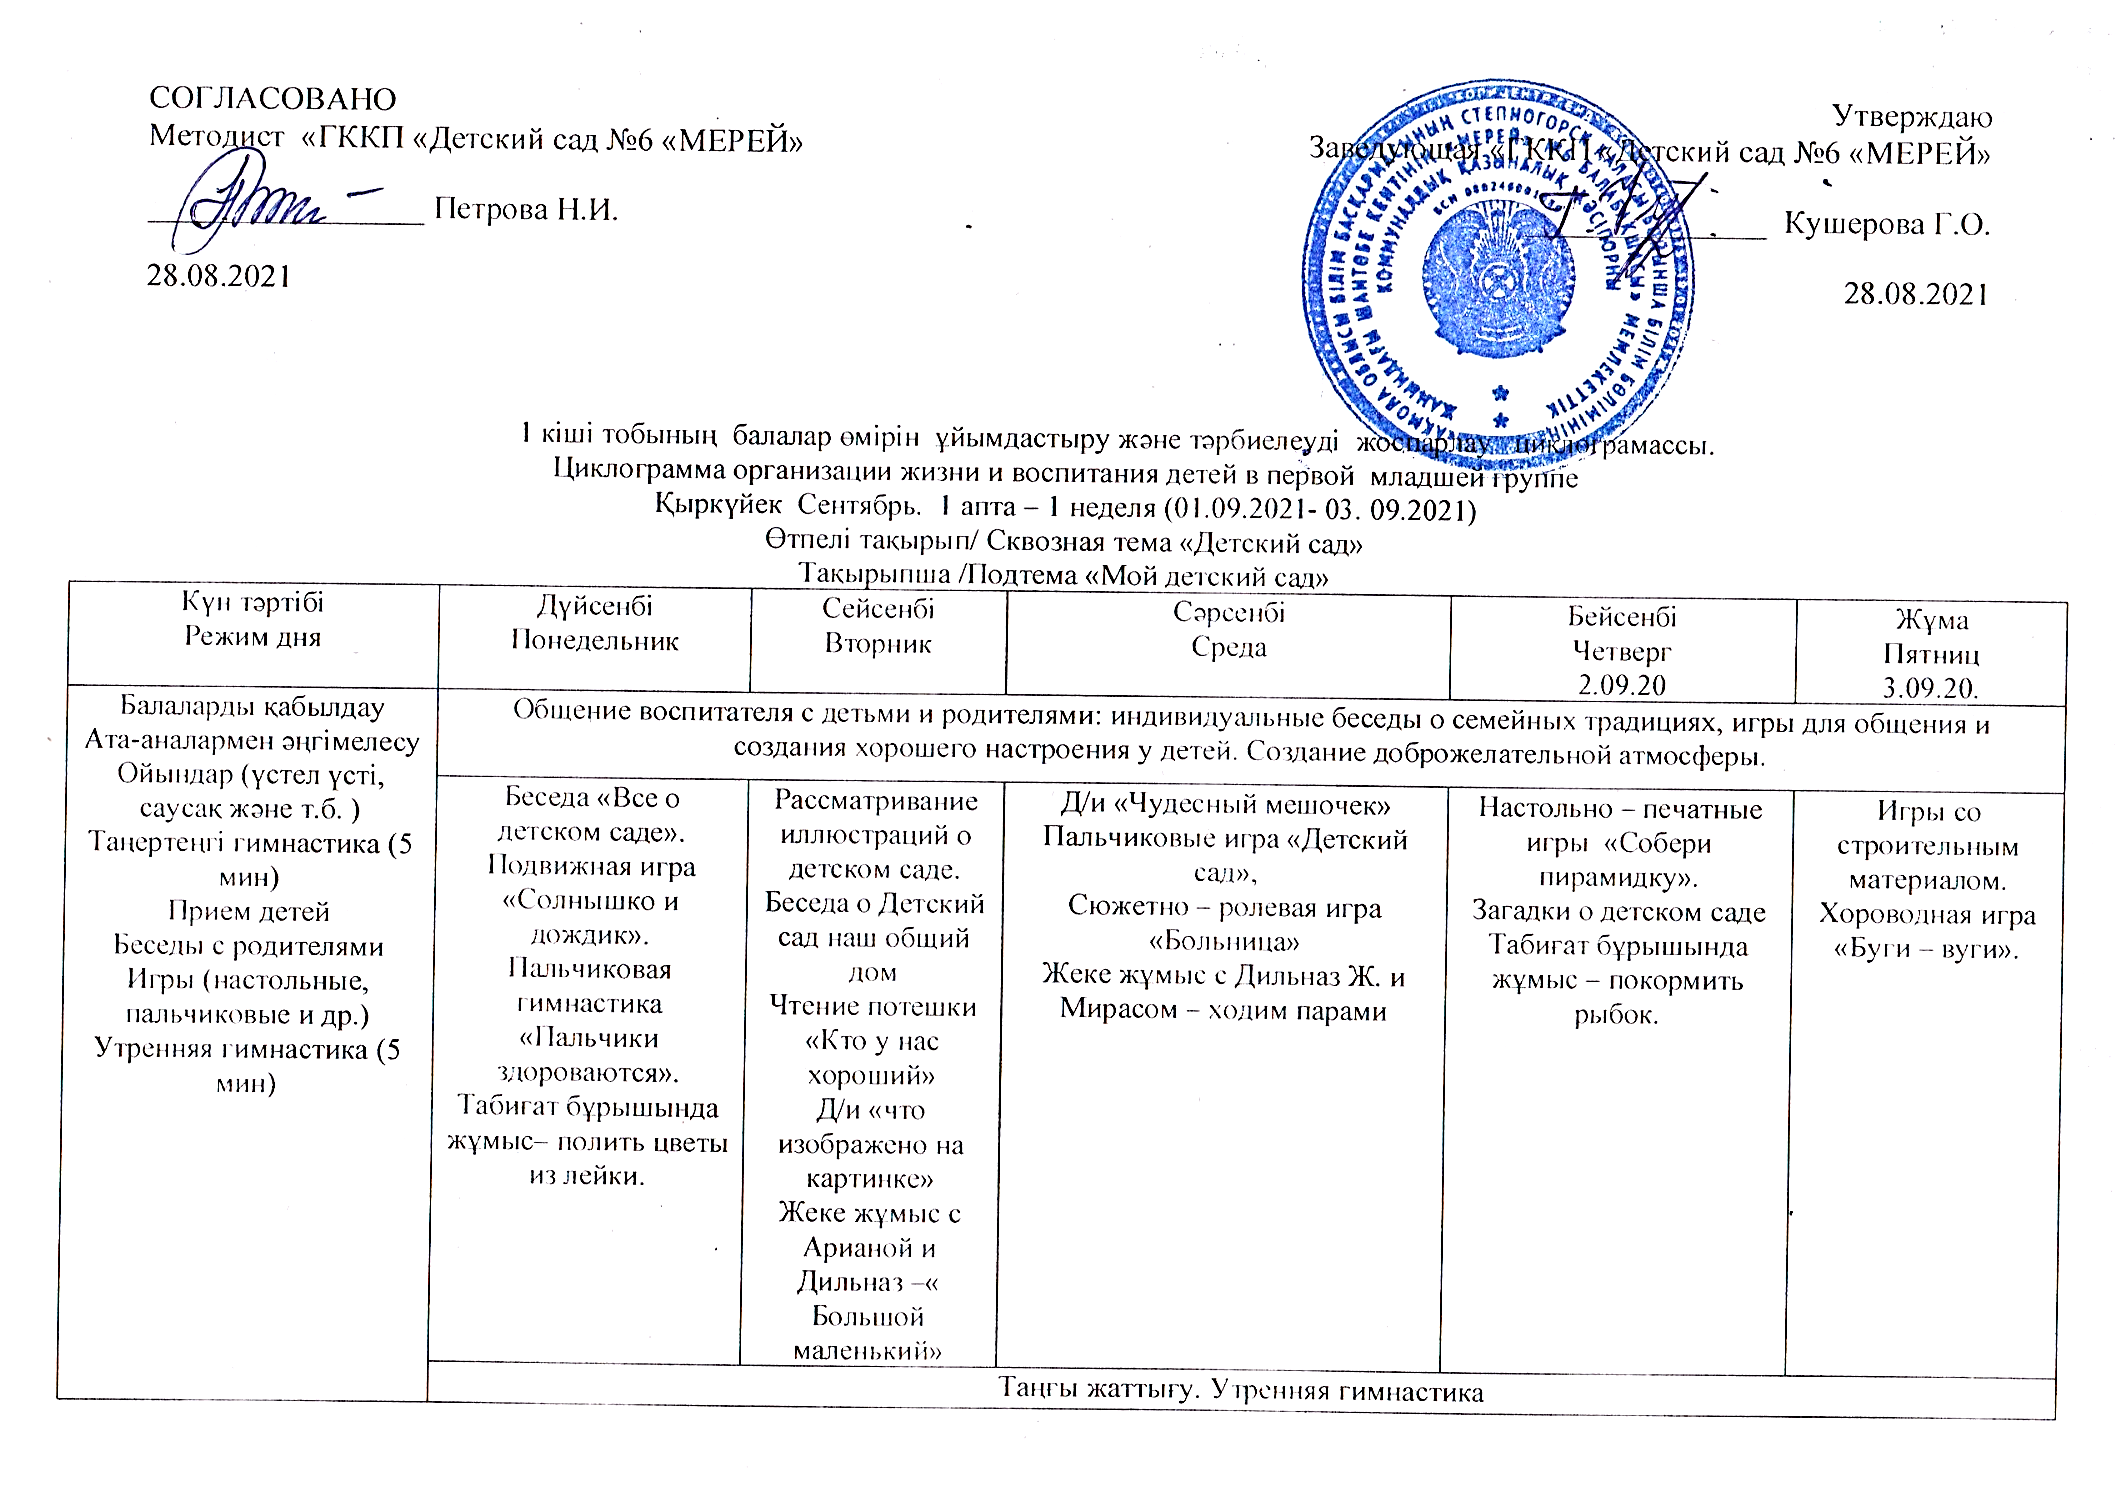 СОГЛАСОВАНО
Методист «ГККП «Детский сад №6 «МЕРЕЙ»
Петрова Н.И.
28.08.2021
Утверждаю
Заведующая «ГККП «Детский сад №6 «МЕРЕЙ»
Кушерова Г.О.
28.08.2021
1 кіші тобының балалар өмірін ұйымдастыру және тәрбиелеуді жоспарлау циклограмассы.
Циклограмма организации жизни и воспитания детей в первой младшей группе
Қыркүйек Сентябрь. 1 апта – 1 неделя (01.09.2021- 03. 09.2021)
Өтпелі тақырып/ Сквозная тема «Детский сад»
Тақырыпша /Подтема «Мой детский сад»
Күн тәртібі
Режим дня
Дүйсенбі
Понедельник
Сейсенбі
Вторник
Сәрсенбі
Среда
Бейсенбі
Четверг
2.09.20
Жұма
Пятниц
3.09.20.
Балаларды қабылдау
Ата-аналармен әңгімелесу
Ойындар (үстел үсті,
саусақ және т.б. )
Таңертеңгі гимнастика (5
мин)
Прием детей
Беседы с родителями
Игры (настольные,
пальчиковые и др.)
Утренняя гимнастика (5
мин)
Общение воспитателя с детьми и родителями: индивидуальные беседы о семейных традициях, игры для общения и
создания хорошего настроения у детей. Создание доброжелательной атмосферы.
Беседа «Все о
детском саде».
Подвижная игра
«Солнышко и
дождик».
Пальчиковая
гимнастика
«Пальчики
здороваются».
Табиғат бұрышында
жұмыс– полить цветы
из лейки.
Рассматривание
иллюстраций о
детском саде.
Беседа о Детский
сад наш общий
дом
Чтение потешки
«Кто у нас
хороший»
Д/и «что
изображено на
картинке»
Жеке жұмыс с
Арианой и
Дильназ –«
Большой
маленький»
Д/и «Чудесный мешочек»
Пальчиковые игра «Детский
сад»,
Сюжетно – ролевая игра
«Больница»
Жеке жұмыс с Дильназ Ж. и
Мирасом – ходим парами
Настольно – печатные
игры «Собери
пирамидку».
Загадки о детском саде
Табиғат бұрышында
жұмыс – покормить
рыбок.
Игры со
строительным
материалом.
Хороводная игра
«Буги – вуги».
Таңғы жаттығу. Утренняя гимнастика